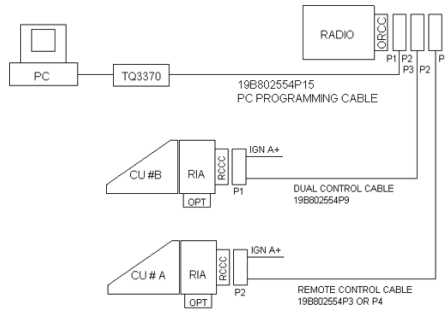 RADIO
ORCC
P1 P2 P
P3 P2
PC
TQ3370
19B802554P15
PC PROGRAMMING CABLE
IGN A+
CU #B
RIA
RCCC
OPT
P1
DUAL CONTROL CABLE
19B802554P9
IGN A+
CU # A
RIA
RCCC
OPT
P2
REMOTE CONTROL CABLE
19B802554P3 OR P4